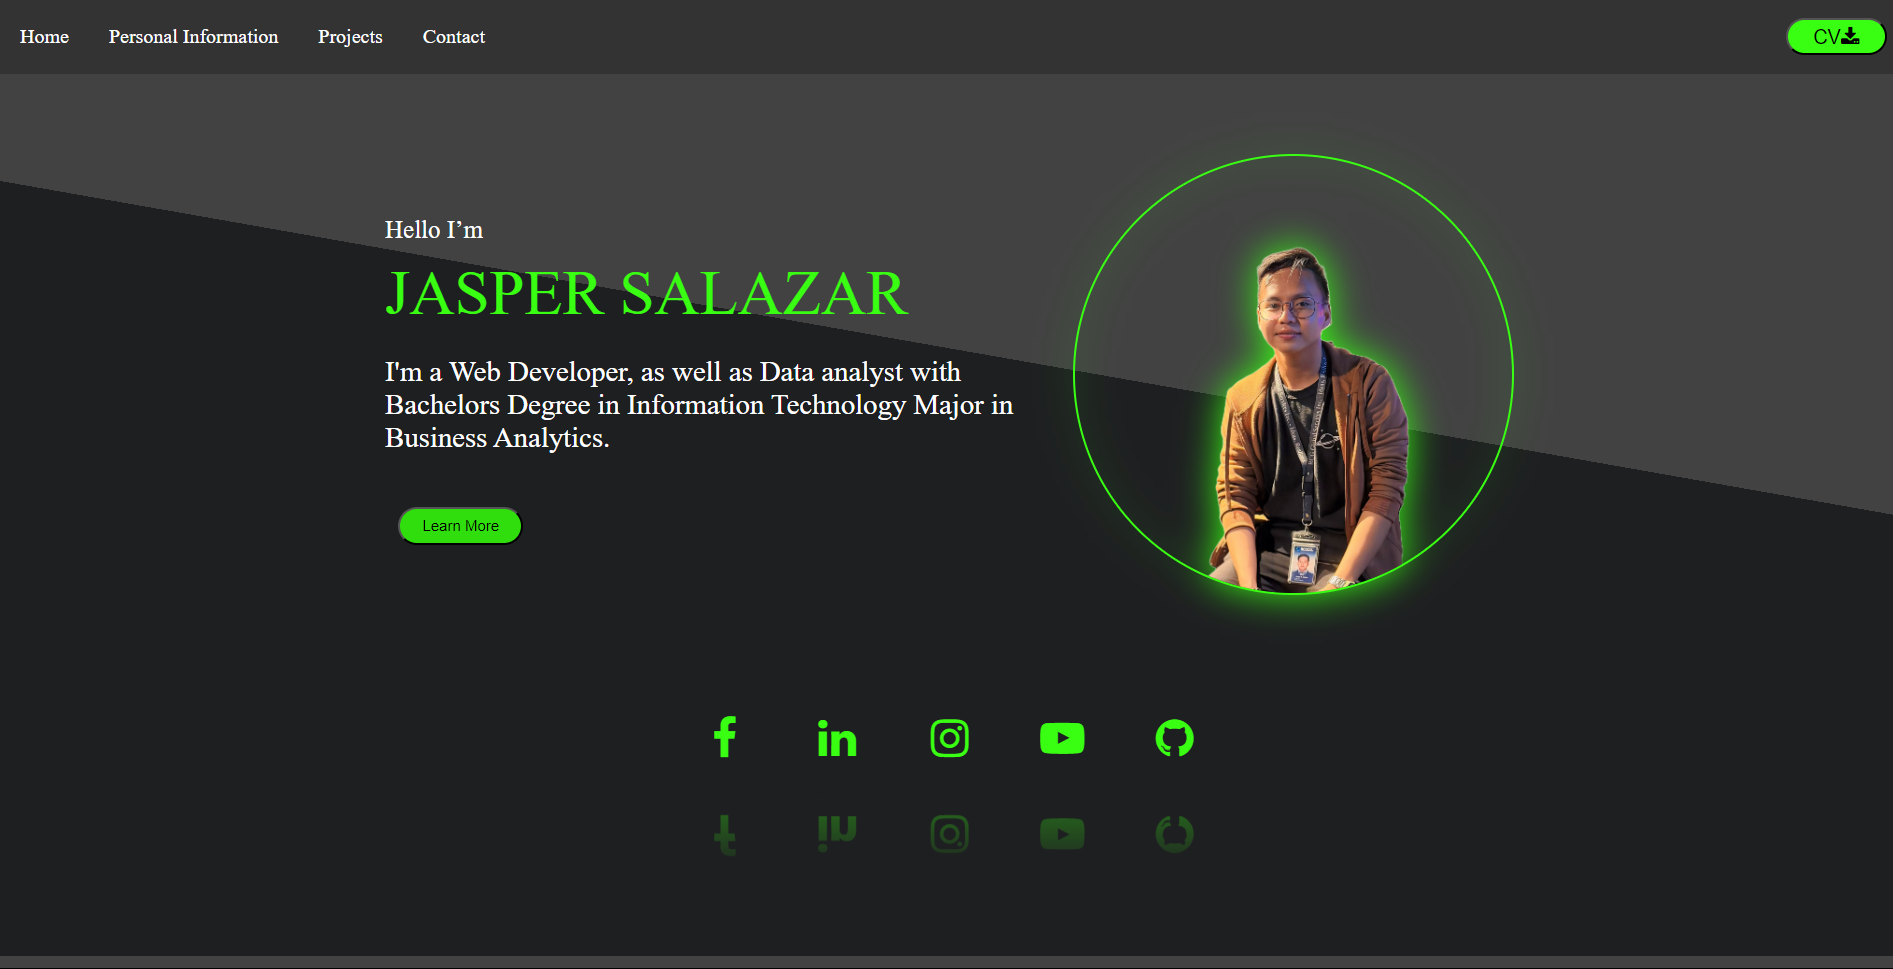 Home Personal Information Projects Contact CV
Hello I’m
JASPER SALAZAR
I'm a Web Developer, as well as Data analyst with
Bachelors Degree in Information Technology Major in
Business Analytics.
Learn More